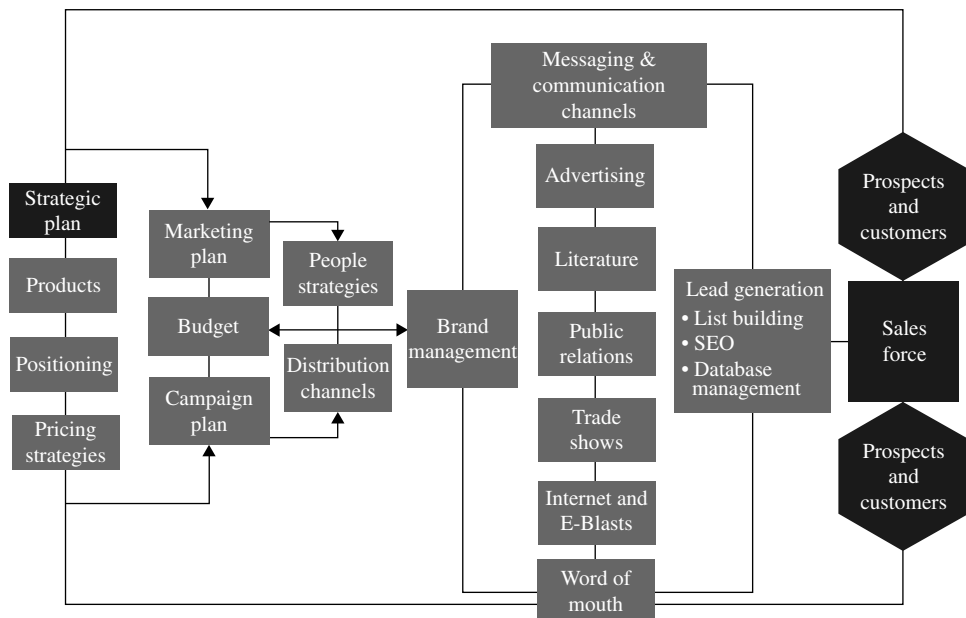 Strategic
plan
Products
Positioning
Pricing
strategies
Marketing
plan
Budget
Campaign
plan
People
strategies
Distribution
channels
Brand
management
Messaging &
communication
channels
Advertising
Literature
Public
relations
Trade
shows
Internet and
E-Blasts
Word of
mouth
Lead generation
• List building
• SEO
• Database
management
Prospects
and
customers
Sales
force
Prospects
and
customers